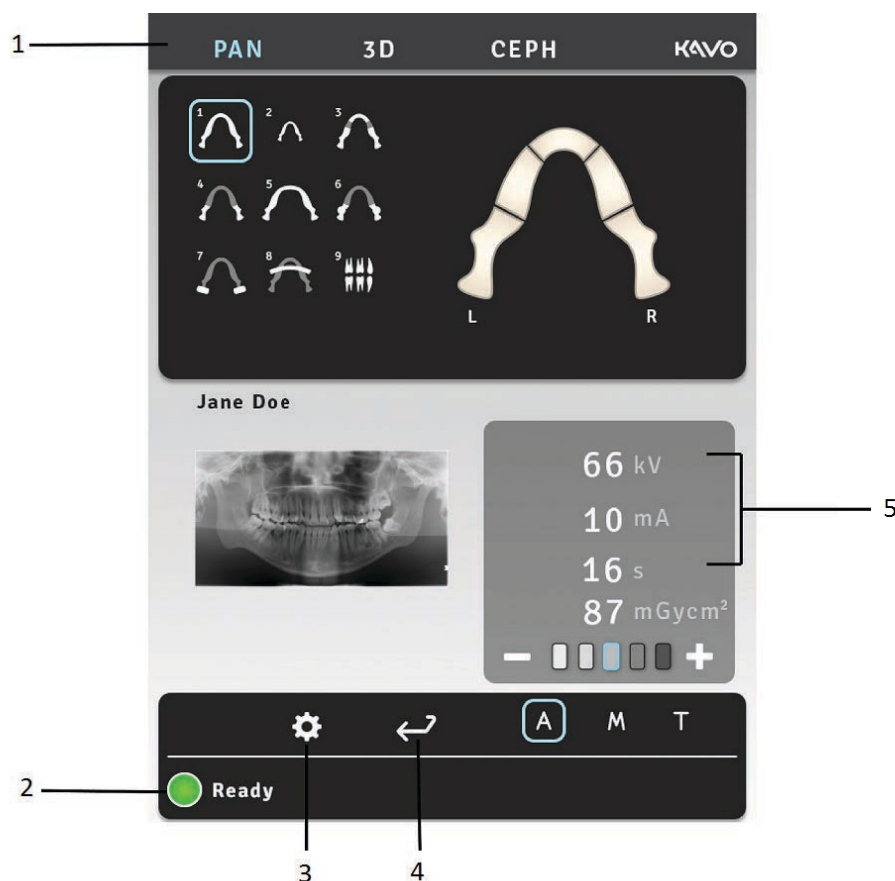 1 PAN 3D CEPH KAVO
1 2 3
4 5 6
7 8 9
L R
Jane Doe
66 kV
10 mA
16 s
87 mGycm²
− +
A M T
2 Ready
3 4
5